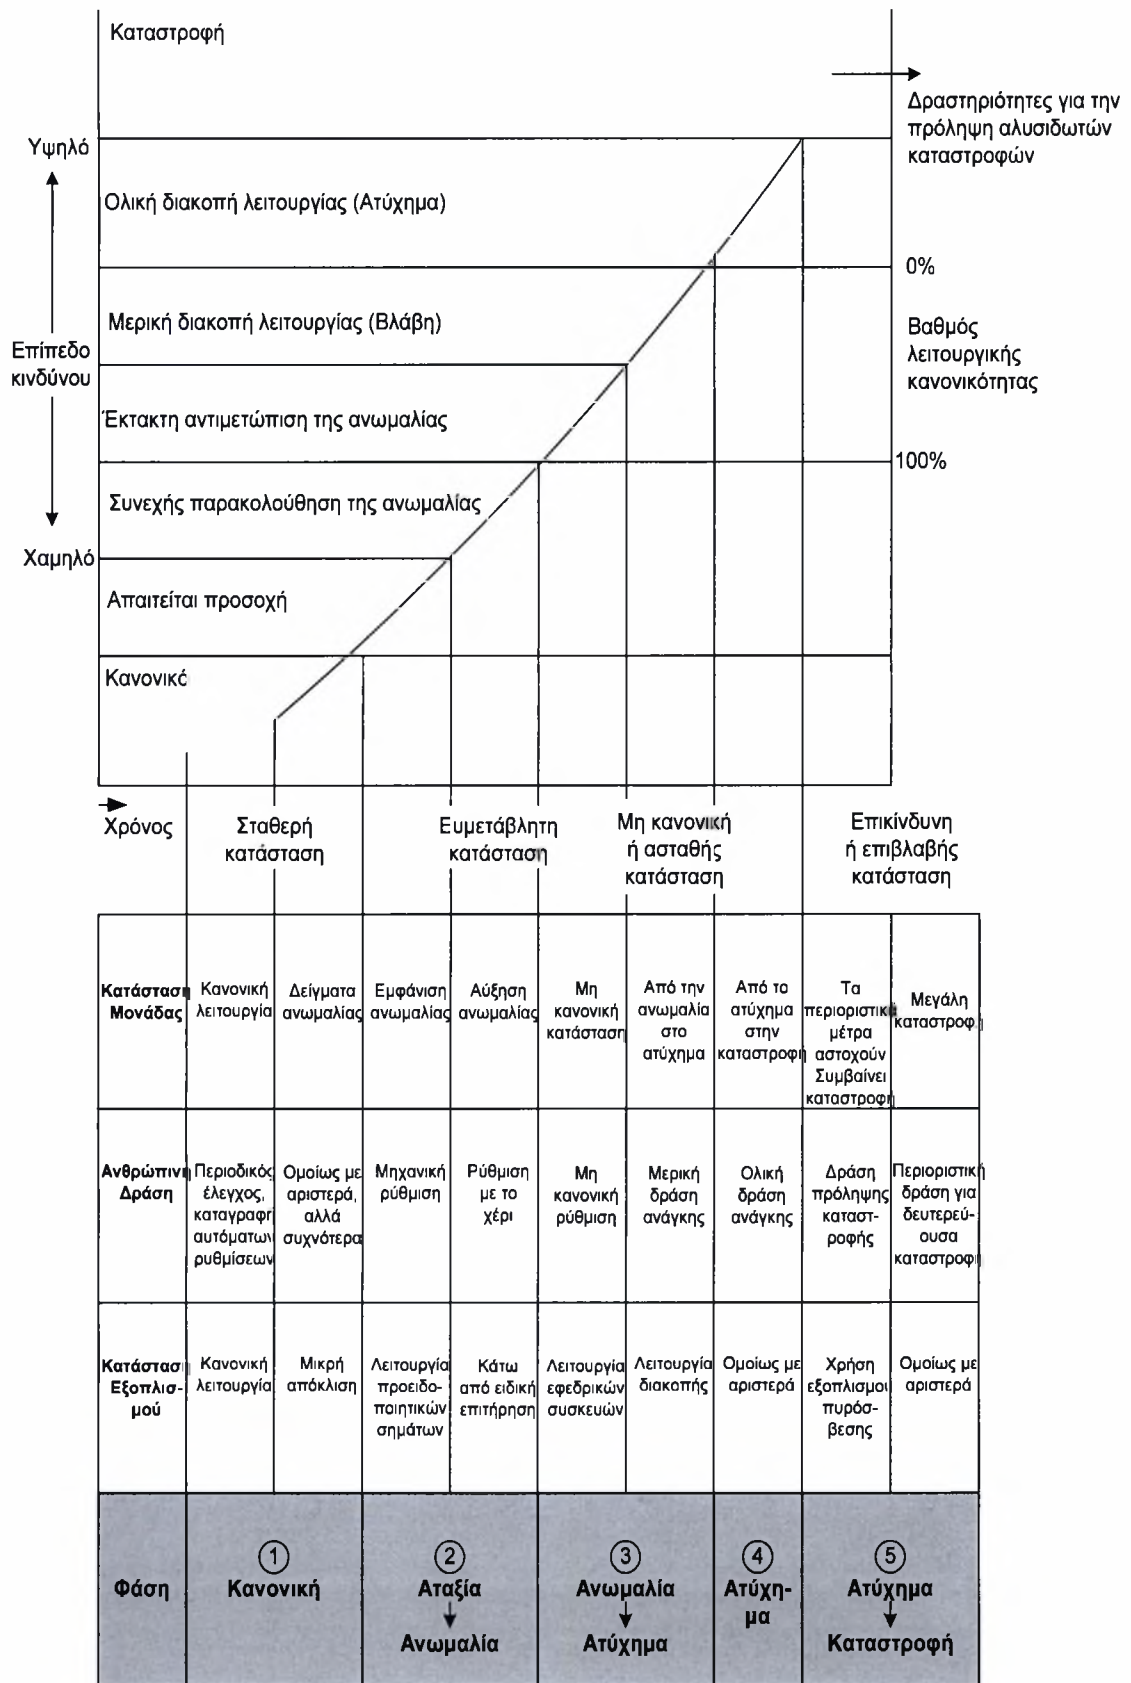 Καταστροφή
Δραστηριότητες για την
πρόληψη αλυσιδωτών
καταστροφών
Υψηλό
Ολική διακοπή λειτουργίας (Ατύχημα)
0%
Μερική διακοπή λειτουργίας (Βλάβη)
Βαθμός
λειτουργικής
κανονικότητας
Επίπεδο
κινδύνου
Έκτακτη αντιμετώπιση της ανωμαλίας
100%
Συνεχής παρακολούθηση της ανωμαλίας
Χαμηλό
Απαιτείται προσοχή
Κανονικό
Χρόνος
Σταθερή
κατάσταση
Ευμετάβλητη
κατάσταση
Μη κανονική
ή ασταθής
κατάσταση
Επικίνδυνη
ή επιβλαβής
κατάσταση
Κατάσταση
Μονάδας
Κανονική
λειτουργία
Δείγματα
ανωμαλίας
Εμφάνιση
ανωμαλίας
Αύξηση
ανωμαλίας
Μη
κανονική
κατάσταση
Από την
ανωμαλία
στο
ατύχημα
Από το
ατύχημα
στην
καταστροφή
Τα
περιοριστικά
μέτρα
αστοχούν
Συμβαίνει
καταστροφή
Μεγάλη
καταστροφή
Ανθρώπινη
Δράση
Περιοδικός
έλεγχος,
καταγραφή
αυτόματων
ρυθμίσεων
Ομοίως με
αριστερά,
αλλά
συχνότερα
Μηχανική
ρύθμιση
Ρύθμιση
με το
χέρι
Μη
κανονική
ρύθμιση
Μερική
δράση
ανάγκης
Ολική
δράση
ανάγκης
Δράση
πρόληψης
καταστ-
ροφής
Περιοριστική
δράση για
δευτερεύ-
ουσα
καταστροφή
Κατάσταση
Εξοπλισ-
μού
Κανονική
λειτουργία
Μικρή
απόκλιση
Λειτουργία
προειδο-
ποιητικών
σημάτων
Κάτω
από ειδική
επιτήρηση
Λειτουργία
εφεδρικών
συσκευών
Λειτουργία
διακοπής
Ομοίως με
αριστερά
Χρήση
εξοπλισμού
πυρόσ-
βεσης
Ομοίως με
αριστερά
Φάση
1
Κανονική
2
Αταξία
Ανωμαλία
3
Ανωμαλία
Ατύχημα
4
Ατύχη-
μα
5
Ατύχημα
Καταστροφή